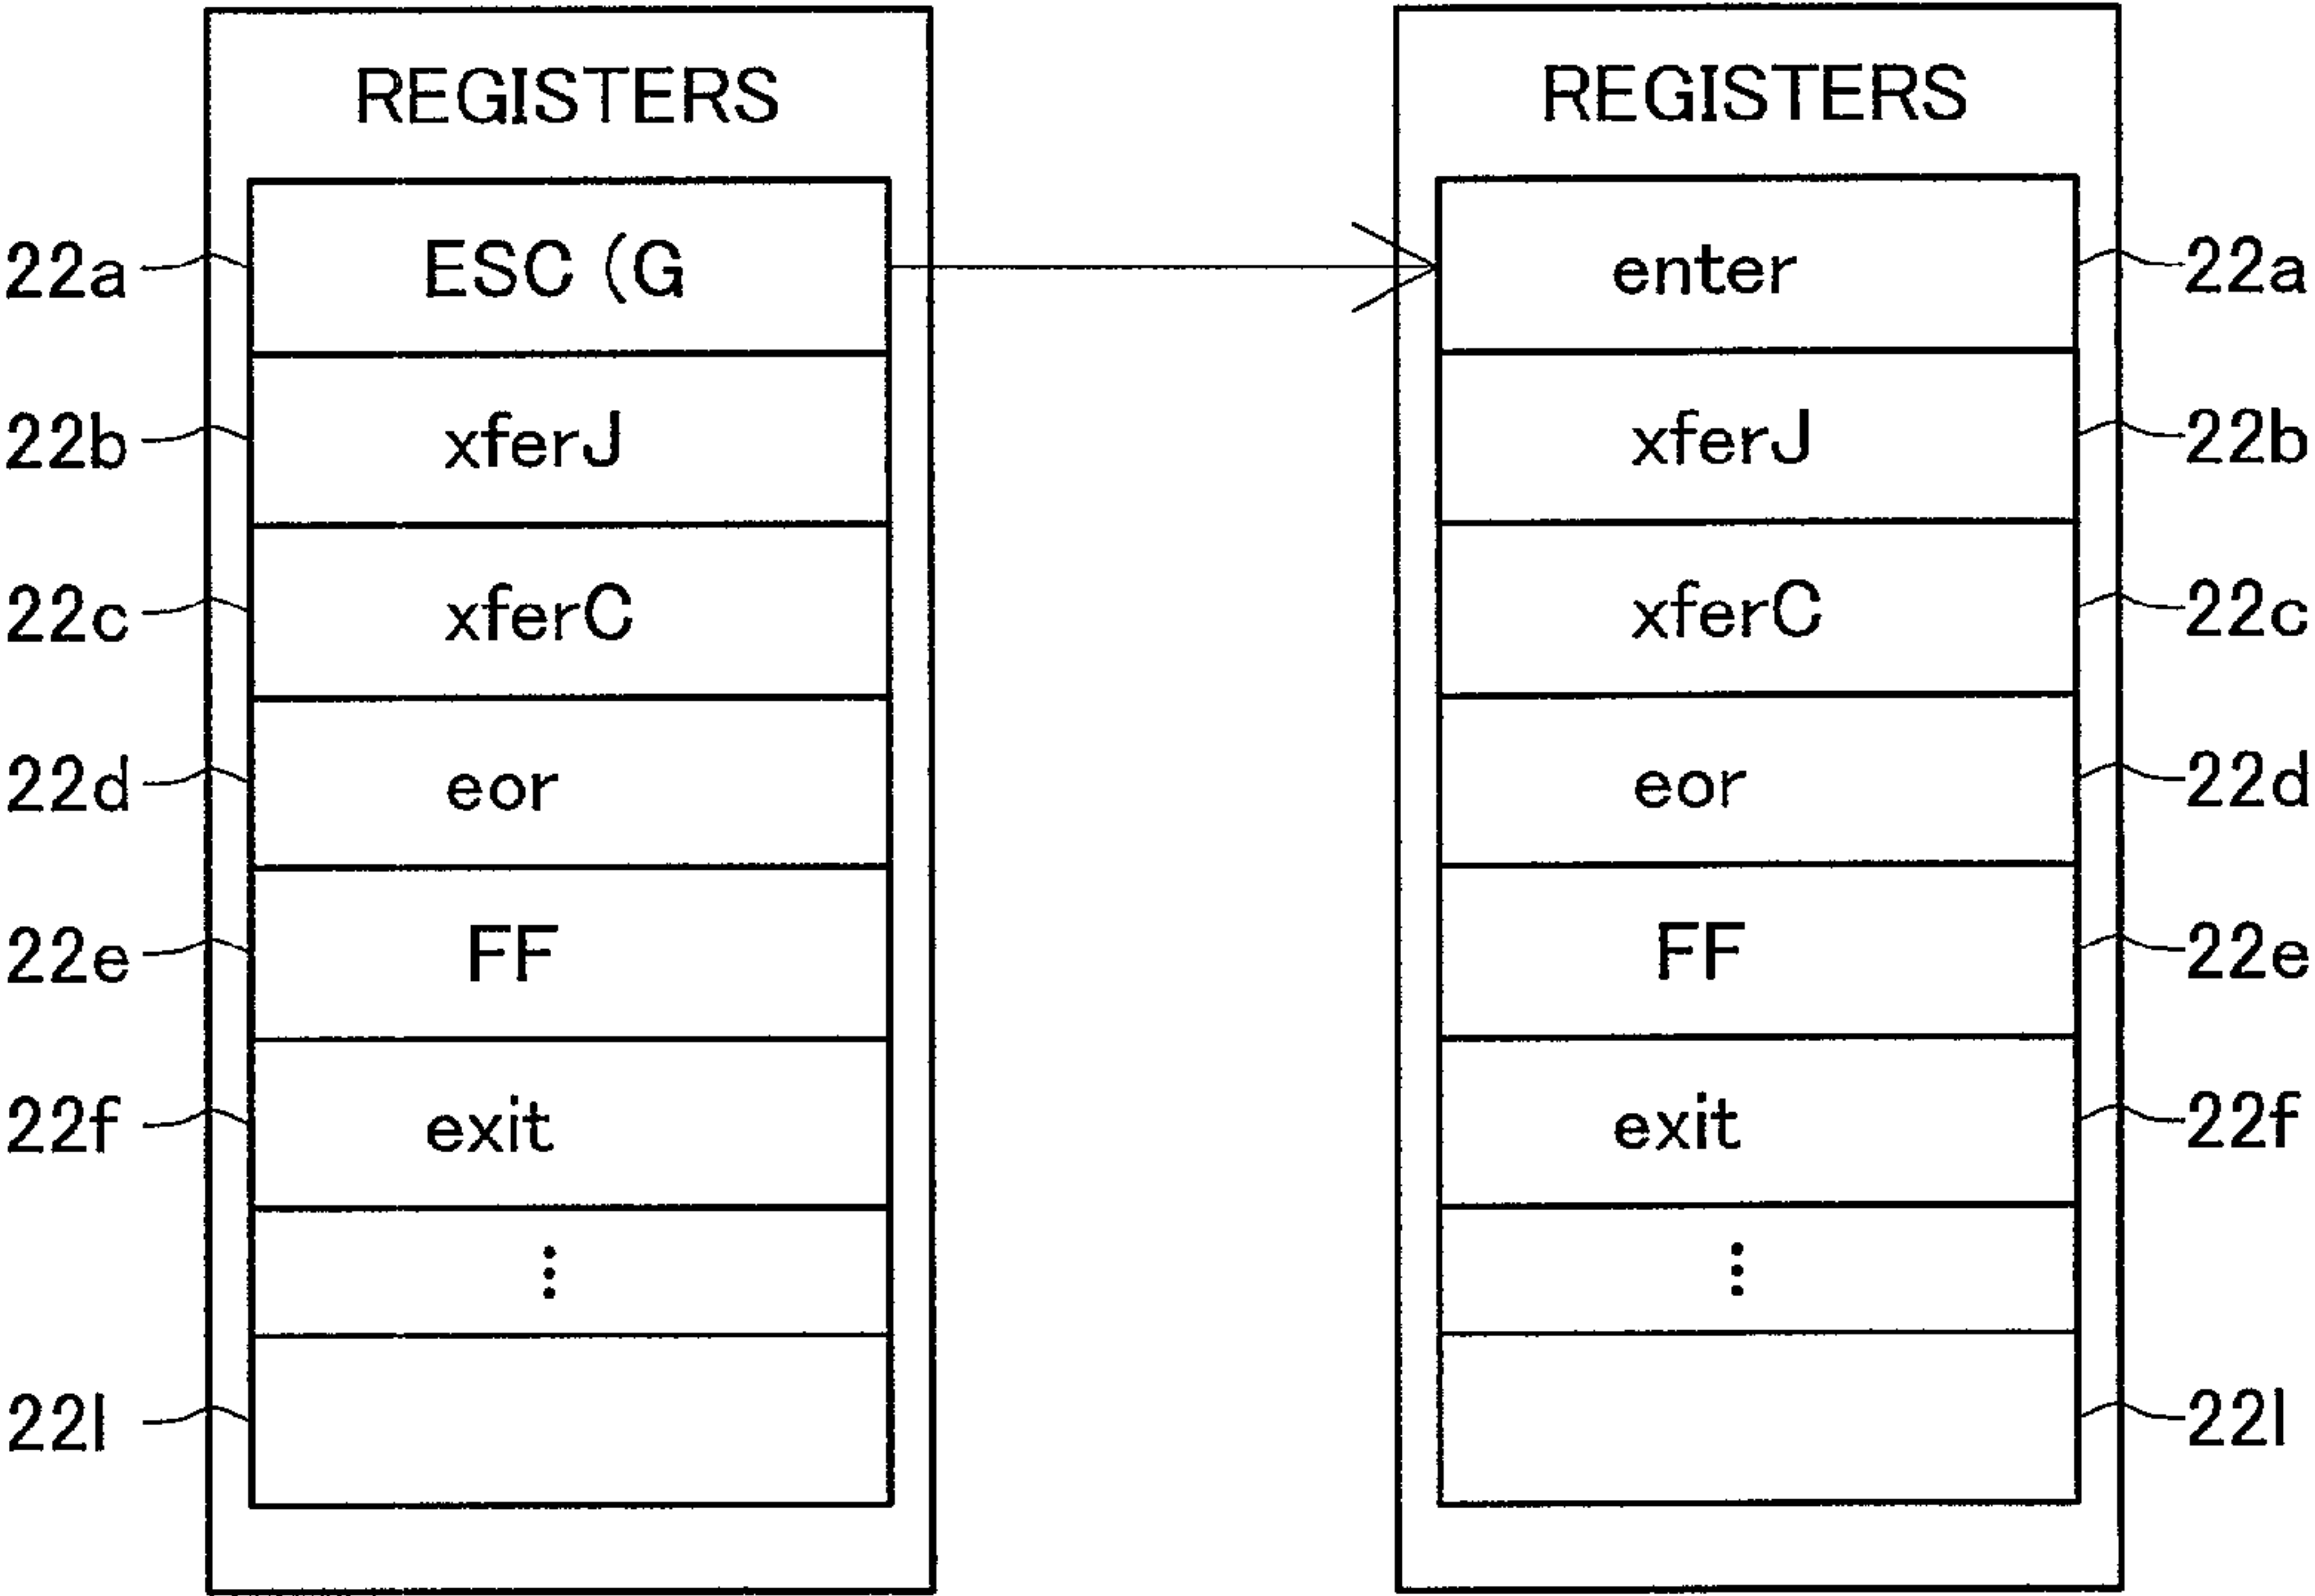 REGISTERS
22a ESC (G
22b xferJ
22c xferC
22d eor
22e FF
22f exit
⋮
22l
REGISTERS
enter 22a
xferJ 22b
xferC 22c
eor 22d
FF 22e
exit 22f
⋮
22l